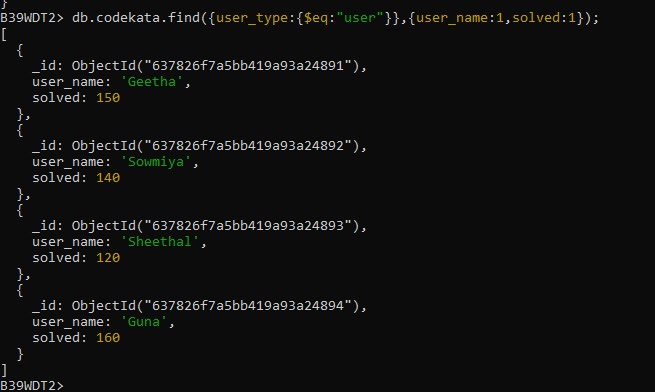 }
B39WDT2> db.codekata.find({user_type:{$eq:"user"}},{user_name:1,solved:1});
[
  {
    _id: ObjectId("637826f7a5bb419a93a24891"),
    user_name: 'Geetha',
    solved: 150
  },
  {
    _id: ObjectId("637826f7a5bb419a93a24892"),
    user_name: 'Sowmiya',
    solved: 140
  },
  {
    _id: ObjectId("637826f7a5bb419a93a24893"),
    user_name: 'Sheethal',
    solved: 120
  },
  {
    _id: ObjectId("637826f7a5bb419a93a24894"),
    user_name: 'Guna',
    solved: 160
  }
]
B39WDT2>